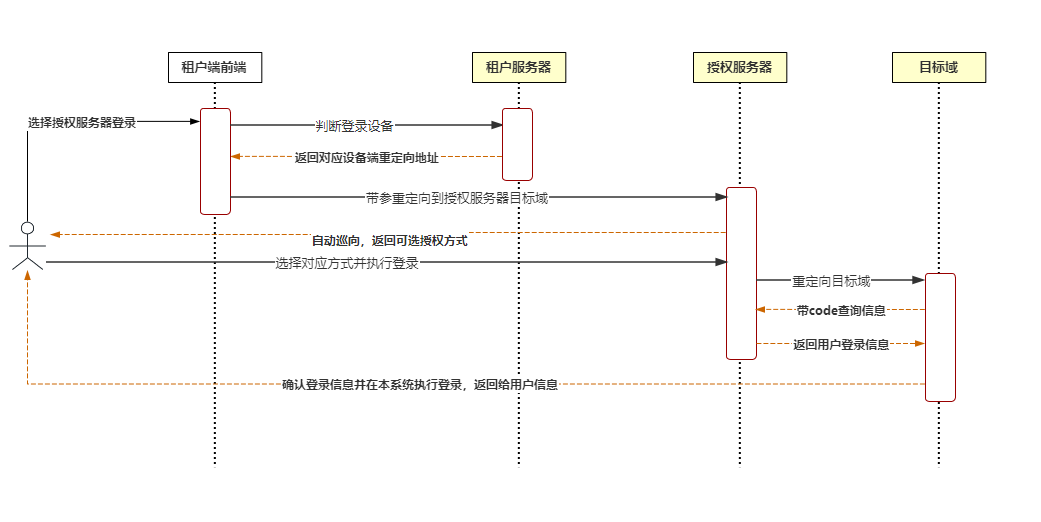 租户端前端
租户服务器
授权服务器
目标域
选择授权服务器登录
判断登录设备
返回对应设备端重定向地址
带参重定向到授权服务器目标域
自动巡向，返回可选授权方式
选择对应方式并执行登录
重定向目标域
带code查询信息
返回用户登录信息
确认登录信息并在本系统执行登录，返回给用户信息